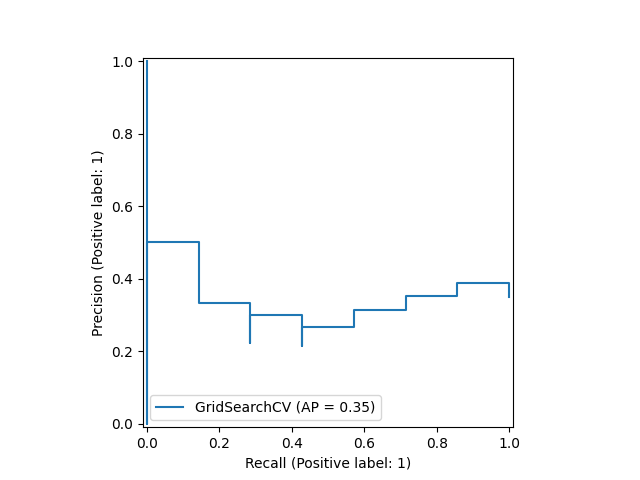 1.0
0.8
0.6
0.4
0.2
0.0
Precision (Positive label: 1)
GridSearchCV (AP = 0.35)
0.0 0.2 0.4 0.6 0.8 1.0
Recall (Positive label: 1)